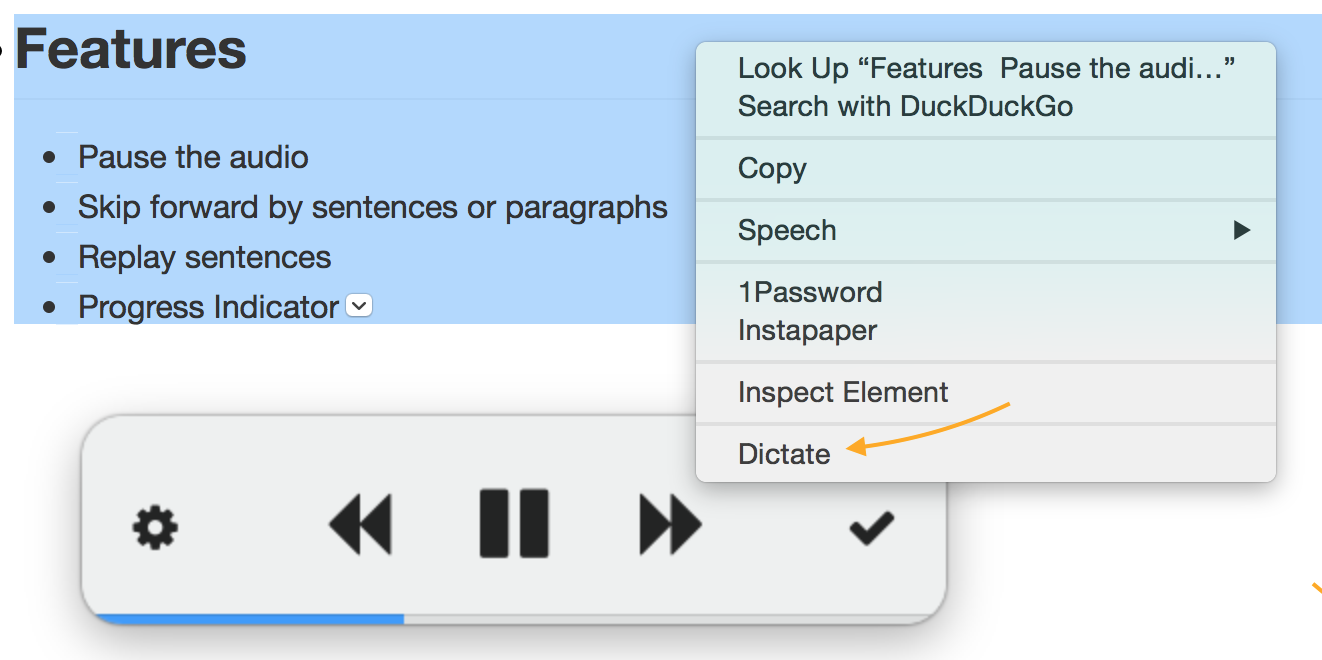 Features
Pause the audio
Skip forward by sentences or paragraphs
Replay sentences
Progress Indicator
Look Up “Features  Pause the audi…”
Search with DuckDuckGo
Copy
Speech
1Password
Instapaper
Inspect Element
Dictate